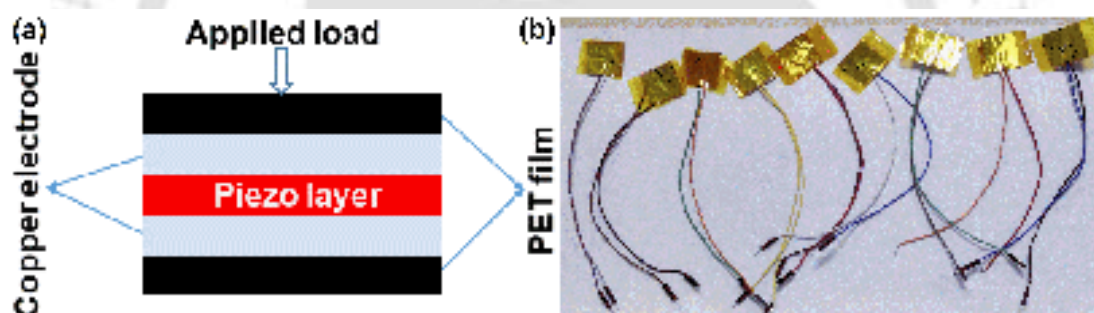 (a)
Applied load
(b)
Copper electrode
Piezo layer
PET film